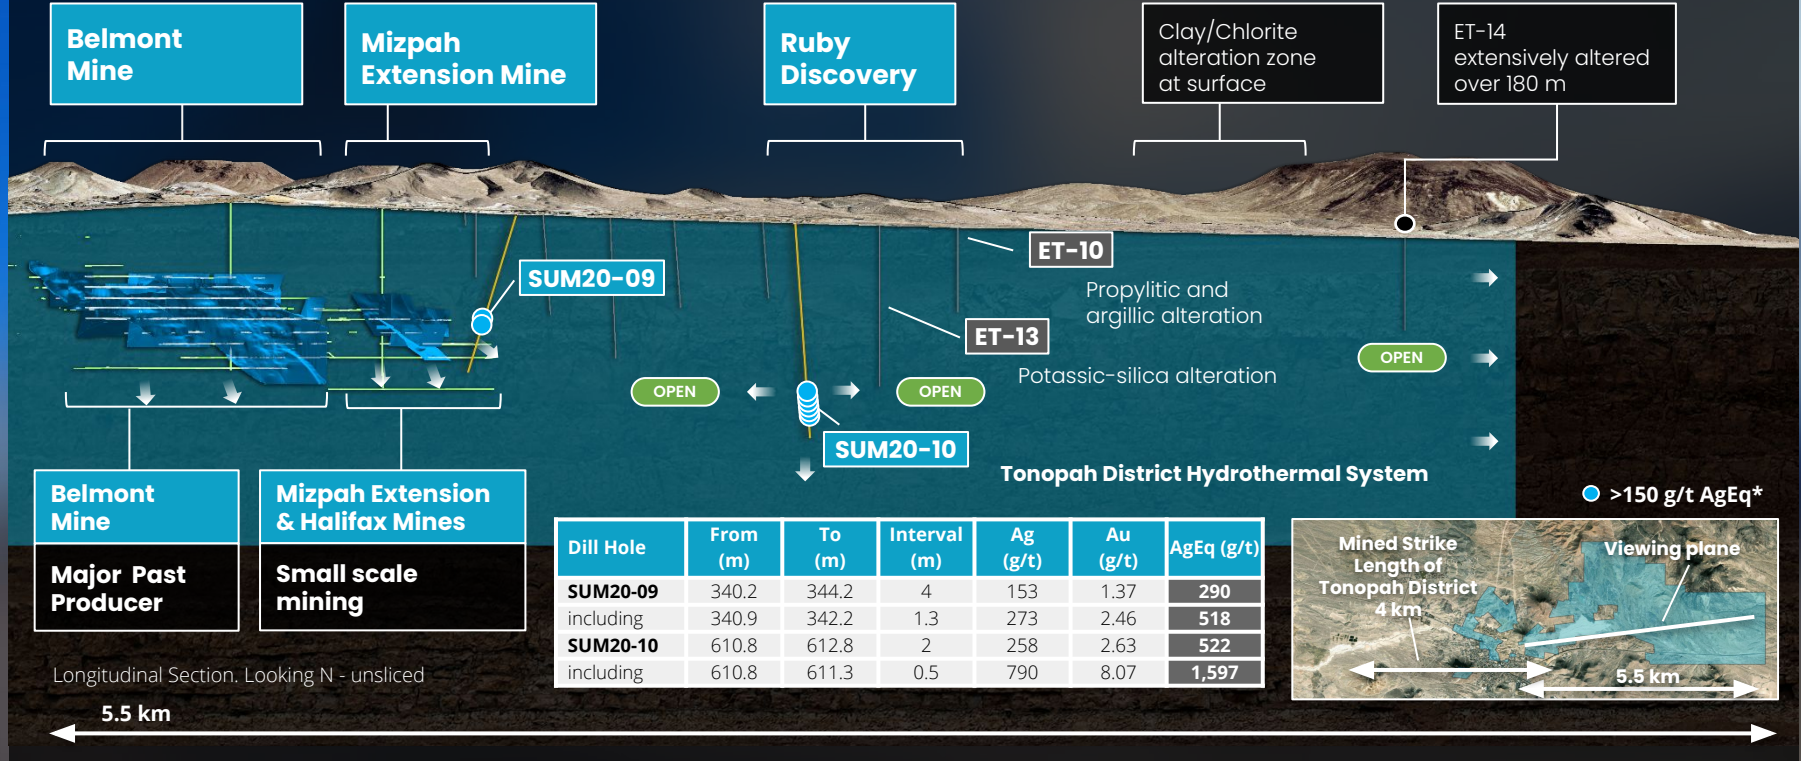 Belmont
Mine
Mizpah
Extension Mine
Ruby
Discovery
Clay/Chlorite
alteration zone
at surface
ET-14
extensively altered
over 180 m
SUM20-09
ET-10
Propylitic and
argillic alteration
ET-13
Potassic-silica alteration
OPEN
OPEN
OPEN
SUM20-10
Tonopah District Hydrothermal System
Belmont
Mine
Major Past
Producer
Mizpah Extension
& Halifax Mines
Small scale
mining
>150 g/t AgEq*
Dill Hole From (m) To (m) Interval (m) Ag (g/t) Au (g/t) AgEq (g/t)
SUM20-09 340.2 344.2 4 153 1.37 290
including 340.9 342.2 1.3 273 2.46 518
SUM20-10 610.8 612.8 2 258 2.63 522
including 610.8 611.3 0.5 790 8.07 1,597
Mined Strike
Length of
Tonopah District
4 km
Viewing plane
5.5 km
Longitudinal Section. Looking N - unsliced
5.5 km